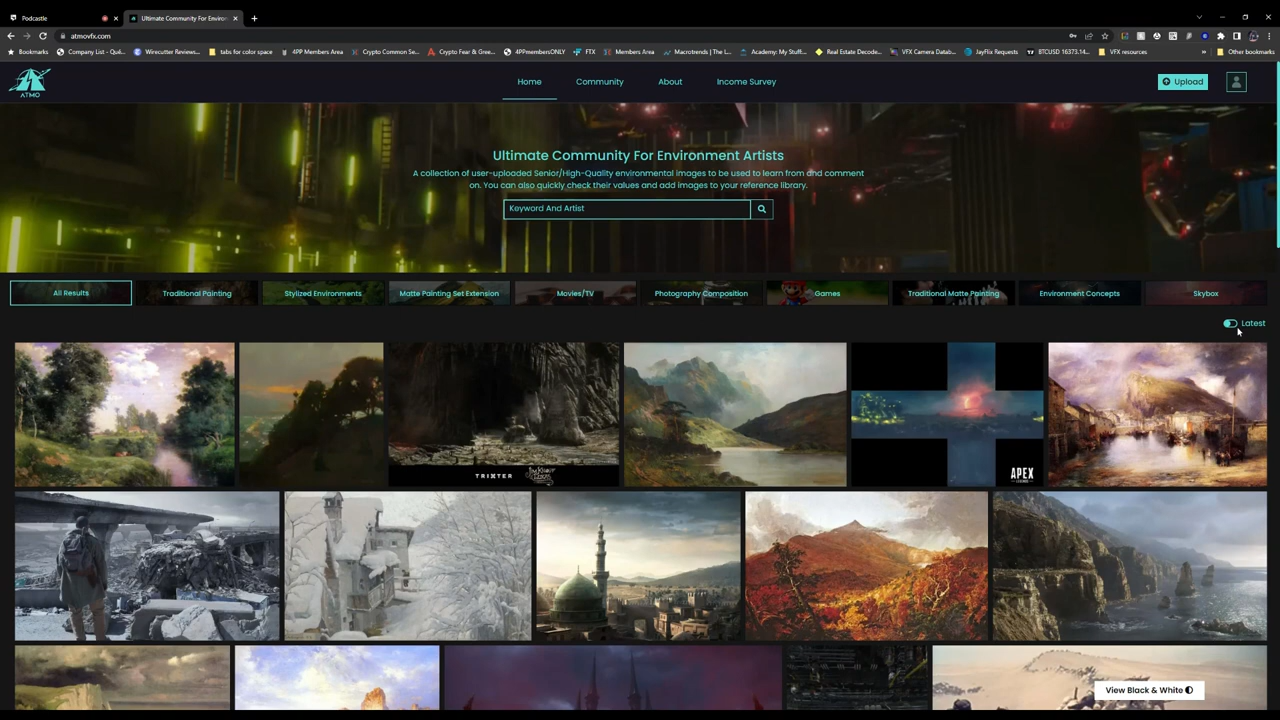 Podcastle
Ultimate Community For Environ
atmovfx.com
Bookmarks
Company List - Qué...
Wirecutter Reviews...
tabs for color space
4PP Members Area
Crypto Common Se...
Crypto Fear & Gree...
4PPmembersONLY
FTX
Members Area
Macrotrends | The L...
Academy: My Stuff...
Real Estate Decode...
VFX Camera Datab...
JayFlix Requests
BTCUSD 16373.14...
VFX resources
Other bookmarks
ATMO
Home
Community
About
Income Survey
Upload
Ultimate Community For Environment Artists
A collection of user-uploaded Senior/High-Quality environmental images to be used to learn from and comment
on. You can also quickly check their values and add images to your reference library.
Keyword And Artist
All Results
Traditional Painting
Stylized Environments
Matte Painting Set Extension
Movies/TV
Photography Composition
Games
Traditional Matte Painting
Environment Concepts
Skybox
Latest
TRIXTER
APEX
View Black & White